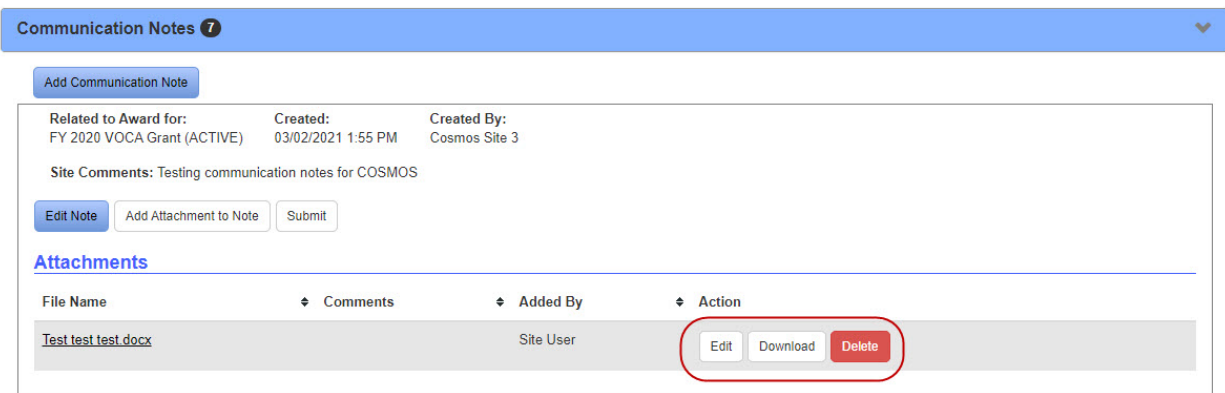 Communication Notes 7
Add Communication Note
Related to Award for: Created: Created By:
FY 2020 VOCA Grant (ACTIVE) 03/02/2021 1:55 PM Cosmos Site 3
Site Comments: Testing communication notes for COSMOS
Edit Note Add Attachment to Note Submit
Attachments
File Name Comments Added By Action
Test test test.docx Site User Edit Download Delete